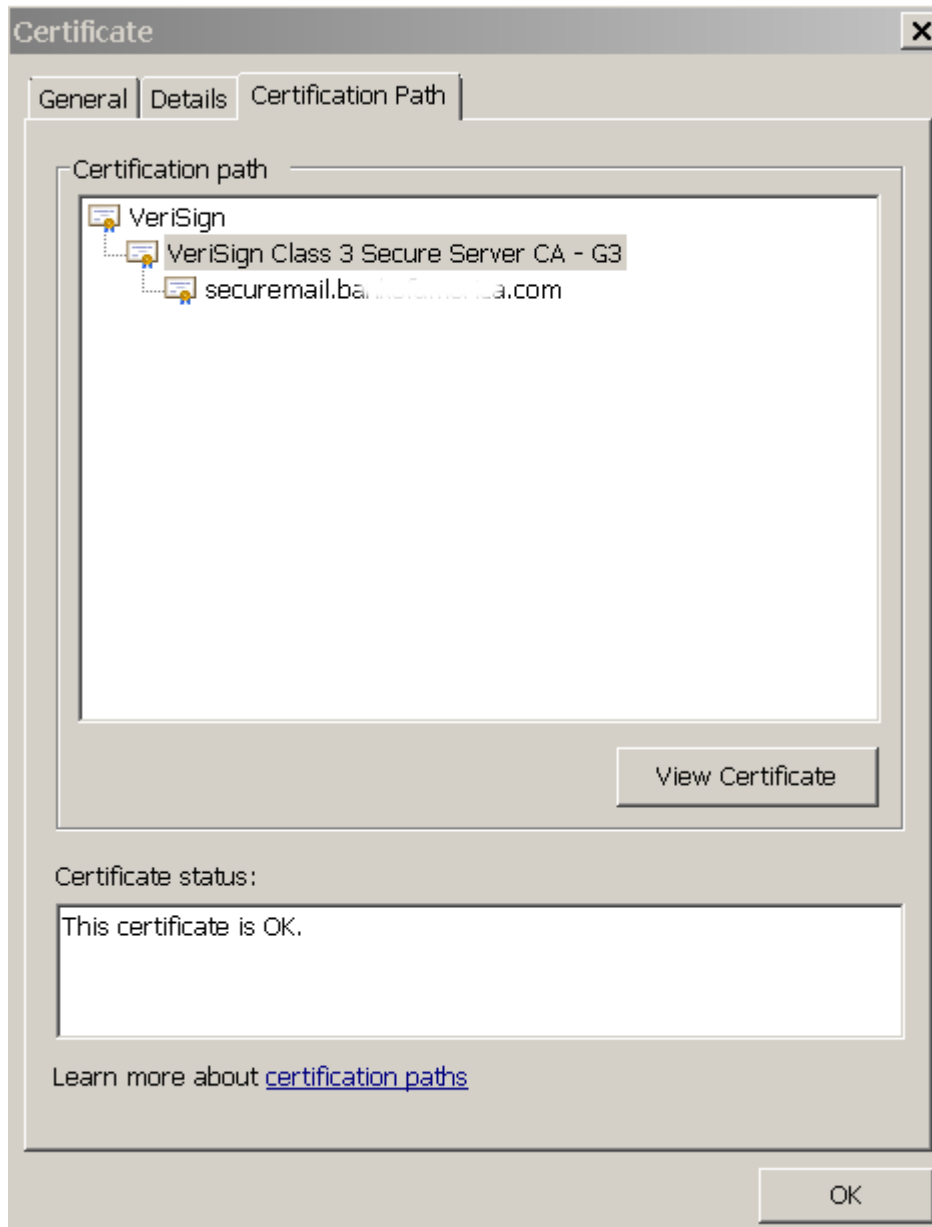 Certificate
General
Details
Certification Path
Certification path
VeriSign
VeriSign Class 3 Secure Server CA - G3
View Certificate
Certificate status:
This certificate is OK.
Learn more about certification paths
OK